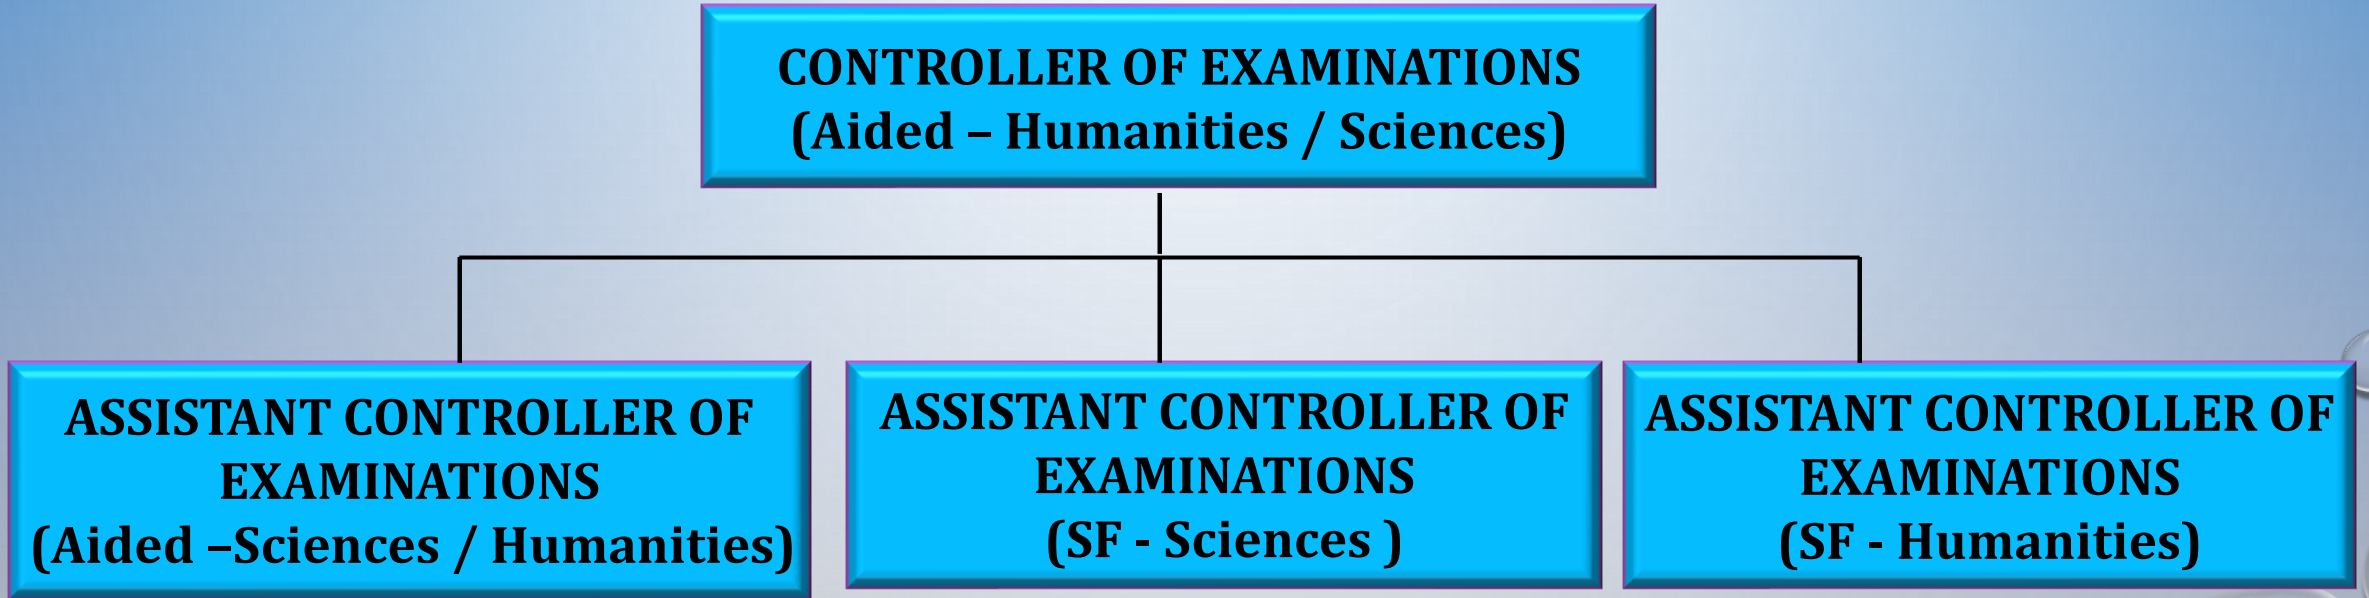 CONTROLLER OF EXAMINATIONS
(Aided – Humanities / Sciences)
ASSISTANT CONTROLLER OF
EXAMINATIONS
(Aided –Sciences / Humanities)
ASSISTANT CONTROLLER OF
EXAMINATIONS
(SF - Sciences )
ASSISTANT CONTROLLER OF
EXAMINATIONS
(SF - Humanities)